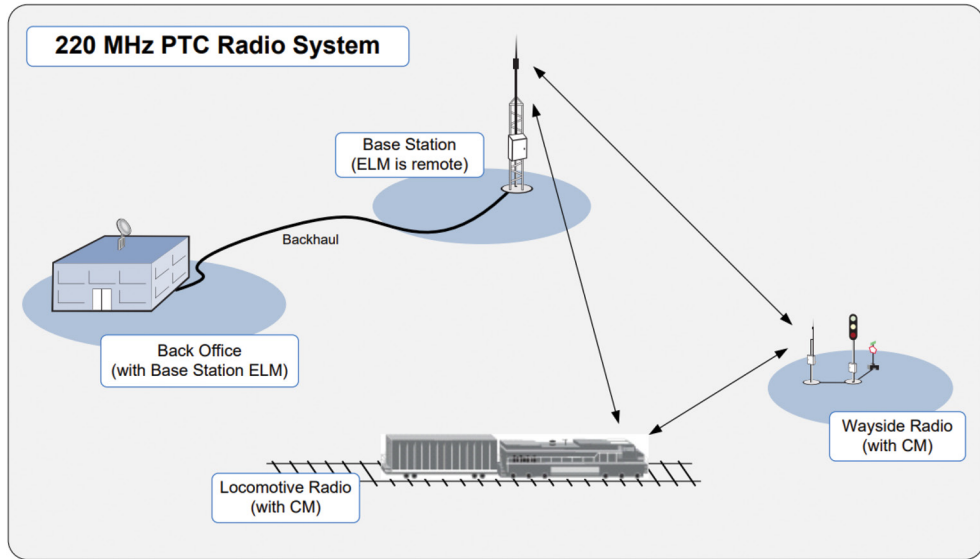 220 MHz PTC Radio System
Base Station
(ELM is remote)
Backhaul
Back Office
(with Base Station ELM)
Wayside Radio
(with CM)
Locomotive Radio
(with CM)